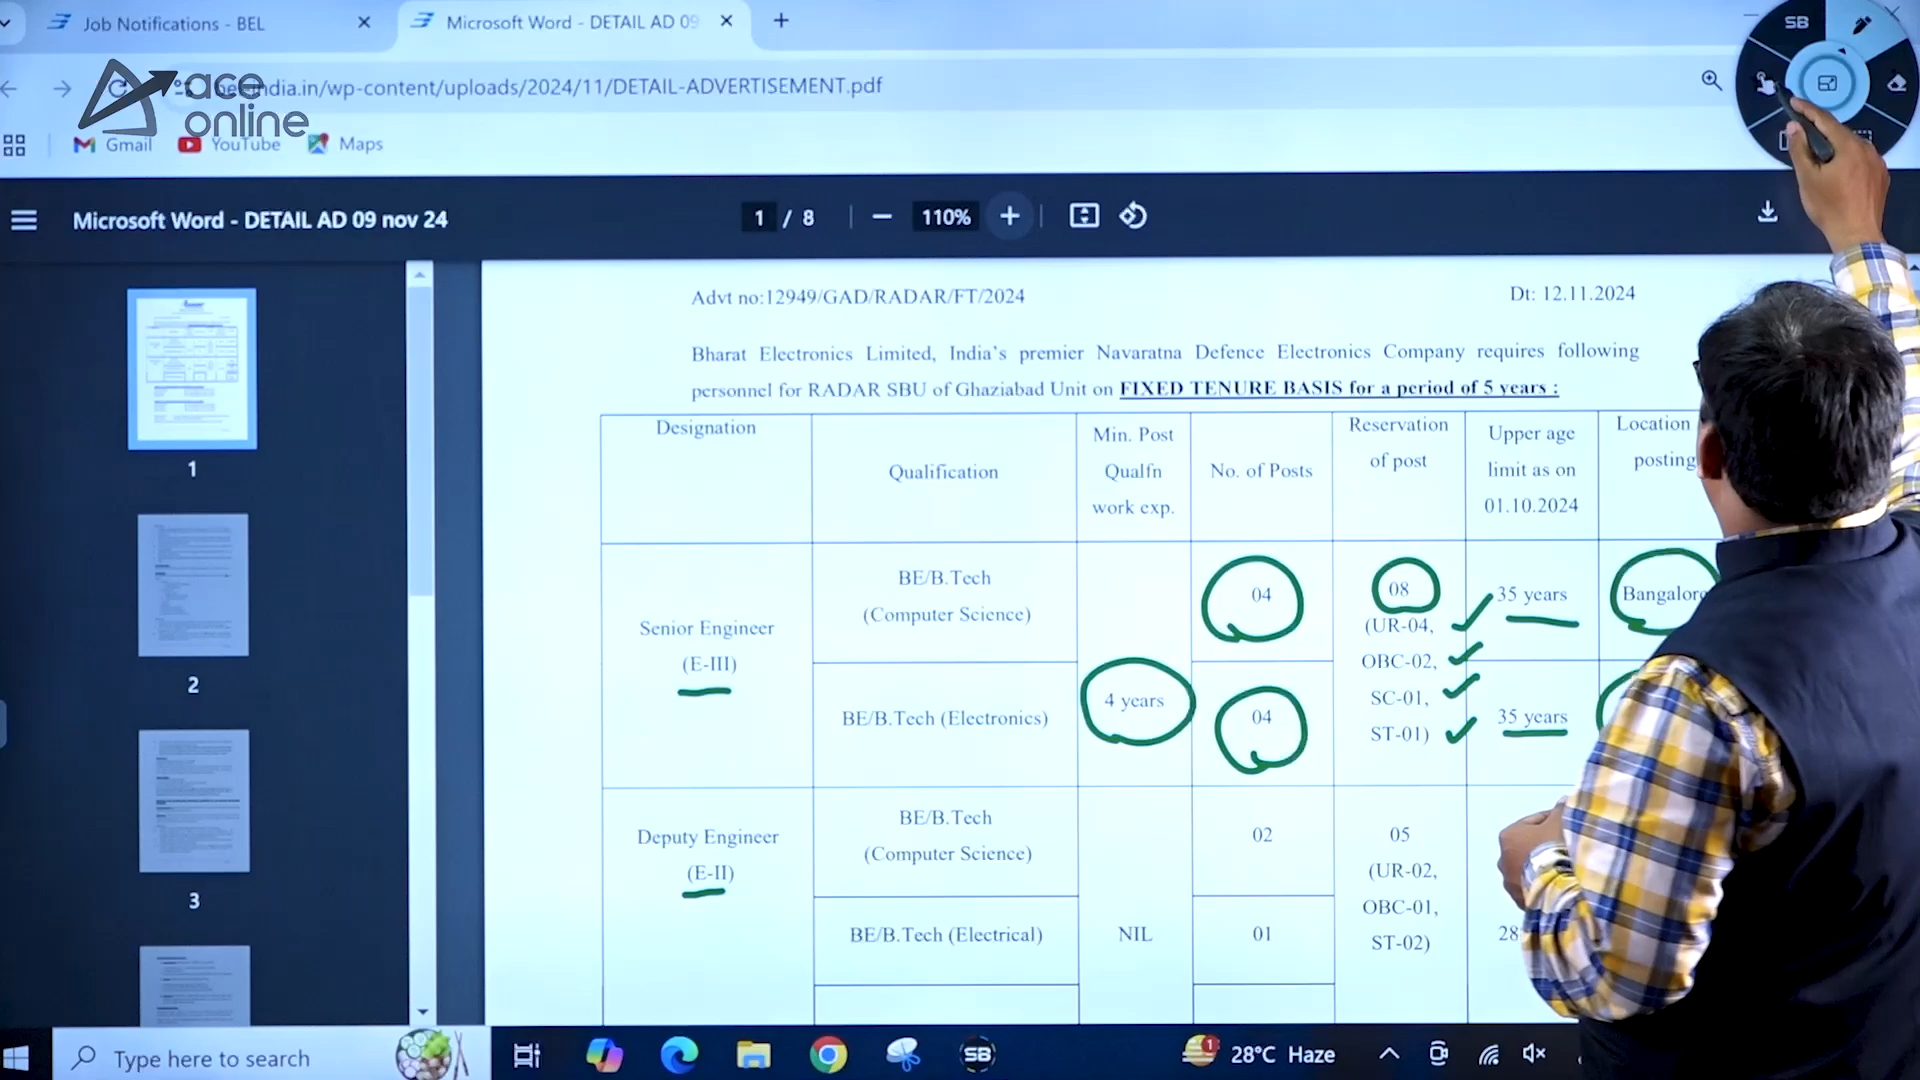 Job Notifications - BEL
Microsoft Word - DETAIL AD 09
SB
ace
online
india.in/wp-content/uploads/2024/11/DETAIL-ADVERTISEMENT.pdf
Gmail
YouTube
Maps
Microsoft Word - DETAIL AD 09 nov 24
1 / 8
110%
1
2
3
Advt no:12949/GAD/RADAR/FT/2024
Dt: 12.11.2024
Bharat Electronics Limited, India's premier Navaratna Defence Electronics Company requires following
personnel for RADAR SBU of Ghaziabad Unit on FIXED TENURE BASIS for a period of 5 years :
Designation
Qualification
Min. Post
Qualfn
work exp.
No. of Posts
Reservation
of post
Upper age
limit as on
01.10.2024
Location
posting
Senior Engineer
(E-III)
BE/B.Tech
(Computer Science)
BE/B.Tech (Electronics)
4 years
04
04
08
(UR-04,
OBC-02,
SC-01,
ST-01)
35 years
35 years
Bangalore
Deputy Engineer
(E-II)
BE/B.Tech
(Computer Science)
BE/B.Tech (Electrical)
NIL
02
01
05
(UR-02,
OBC-01,
ST-02)
28
Type here to search
SB
1
28°C Haze